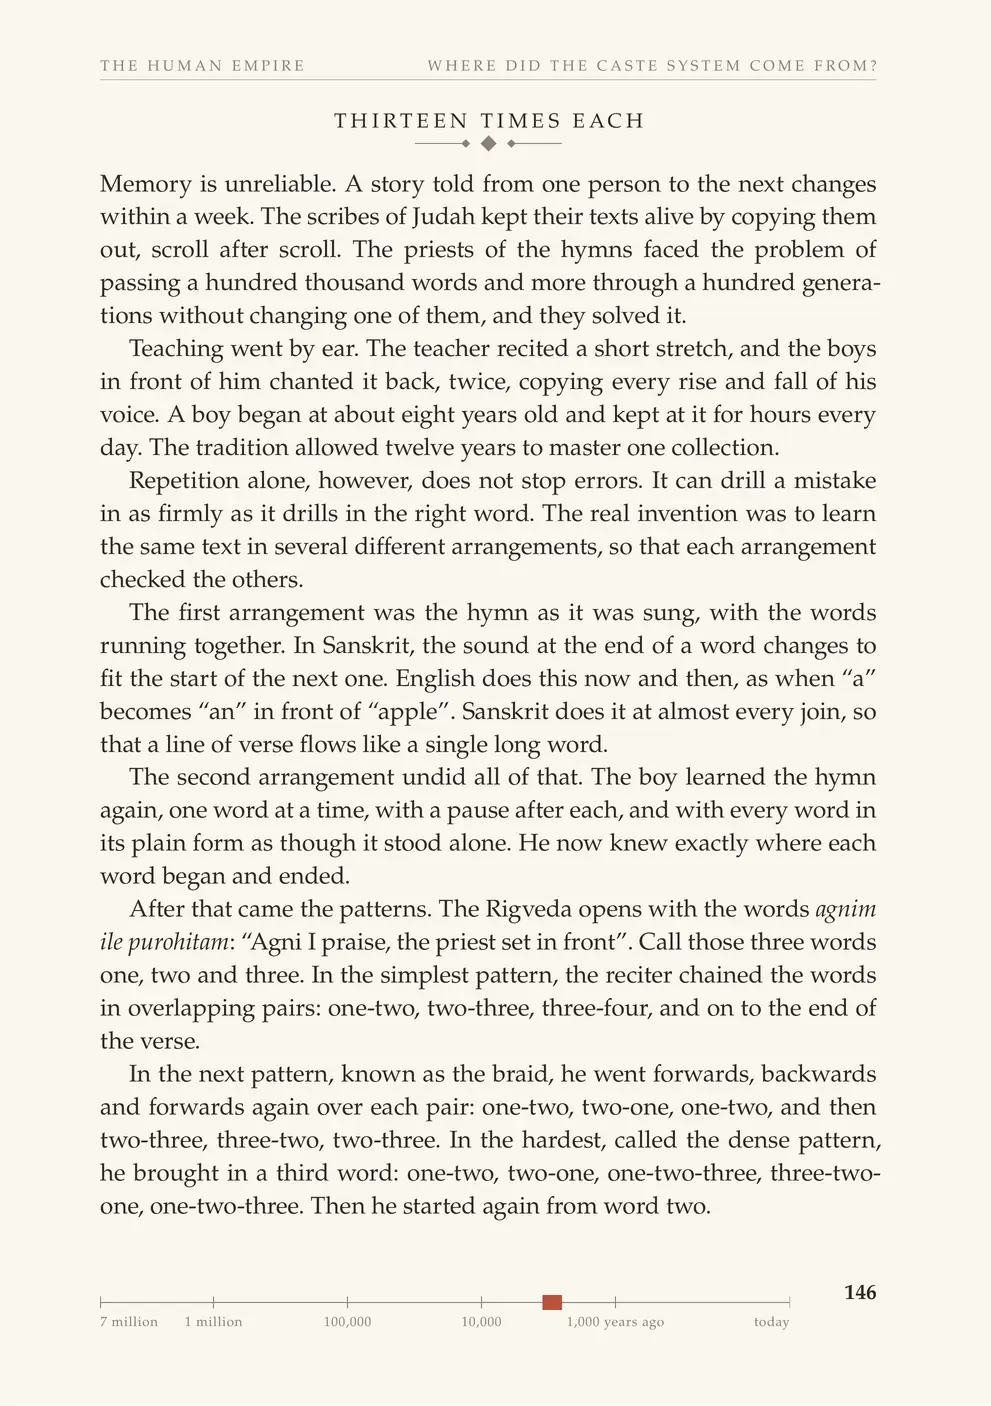 THE HUMAN EMPIRE
WHERE DID THE CASTE SYSTEM COME FROM?
THIRTEEN TIMES EACH
Memory is unreliable. A story told from one person to the next changes
within a week. The scribes of Judah kept their texts alive by copying them
out, scroll after scroll. The priests of the hymns faced the problem of
passing a hundred thousand words and more through a hundred genera-
tions without changing one of them, and they solved it.
Teaching went by ear. The teacher recited a short stretch, and the boys
in front of him chanted it back, twice, copying every rise and fall of his
voice. A boy began at about eight years old and kept at it for hours every
day. The tradition allowed twelve years to master one collection.
Repetition alone, however, does not stop errors. It can drill a mistake
in as firmly as it drills in the right word. The real invention was to learn
the same text in several different arrangements, so that each arrangement
checked the others.
The first arrangement was the hymn as it was sung, with the words
running together. In Sanskrit, the sound at the end of a word changes to
fit the start of the next one. English does this now and then, as when “a”
becomes “an” in front of “apple”. Sanskrit does it at almost every join, so
that a line of verse flows like a single long word.
The second arrangement undid all of that. The boy learned the hymn
again, one word at a time, with a pause after each, and with every word in
its plain form as though it stood alone. He now knew exactly where each
word began and ended.
After that came the patterns. The Rigveda opens with the words agnim
ile purohitam: “Agni I praise, the priest set in front”. Call those three words
one, two and three. In the simplest pattern, the reciter chained the words
in overlapping pairs: one-two, two-three, three-four, and on to the end of
the verse.
In the next pattern, known as the braid, he went forwards, backwards
and forwards again over each pair: one-two, two-one, one-two, and then
two-three, three-two, two-three. In the hardest, called the dense pattern,
he brought in a third word: one-two, two-one, one-two-three, three-two-
one, one-two-three. Then he started again from word two.
146
7 million 1 million 100,000 10,000 1,000 years ago today